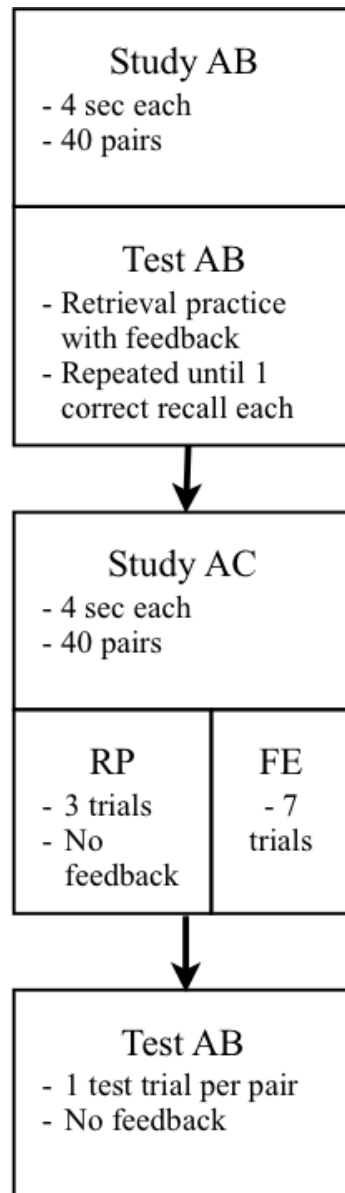 Study AB
- 4 sec each
- 40 pairs
Test AB
- Retrieval practice
with feedback
- Repeated until 1
correct recall each
Study AC
- 4 sec each
- 40 pairs
RP
- 3 trials
- No
feedback
FE
- 7
trials
Test AB
- 1 test trial per pair
- No feedback